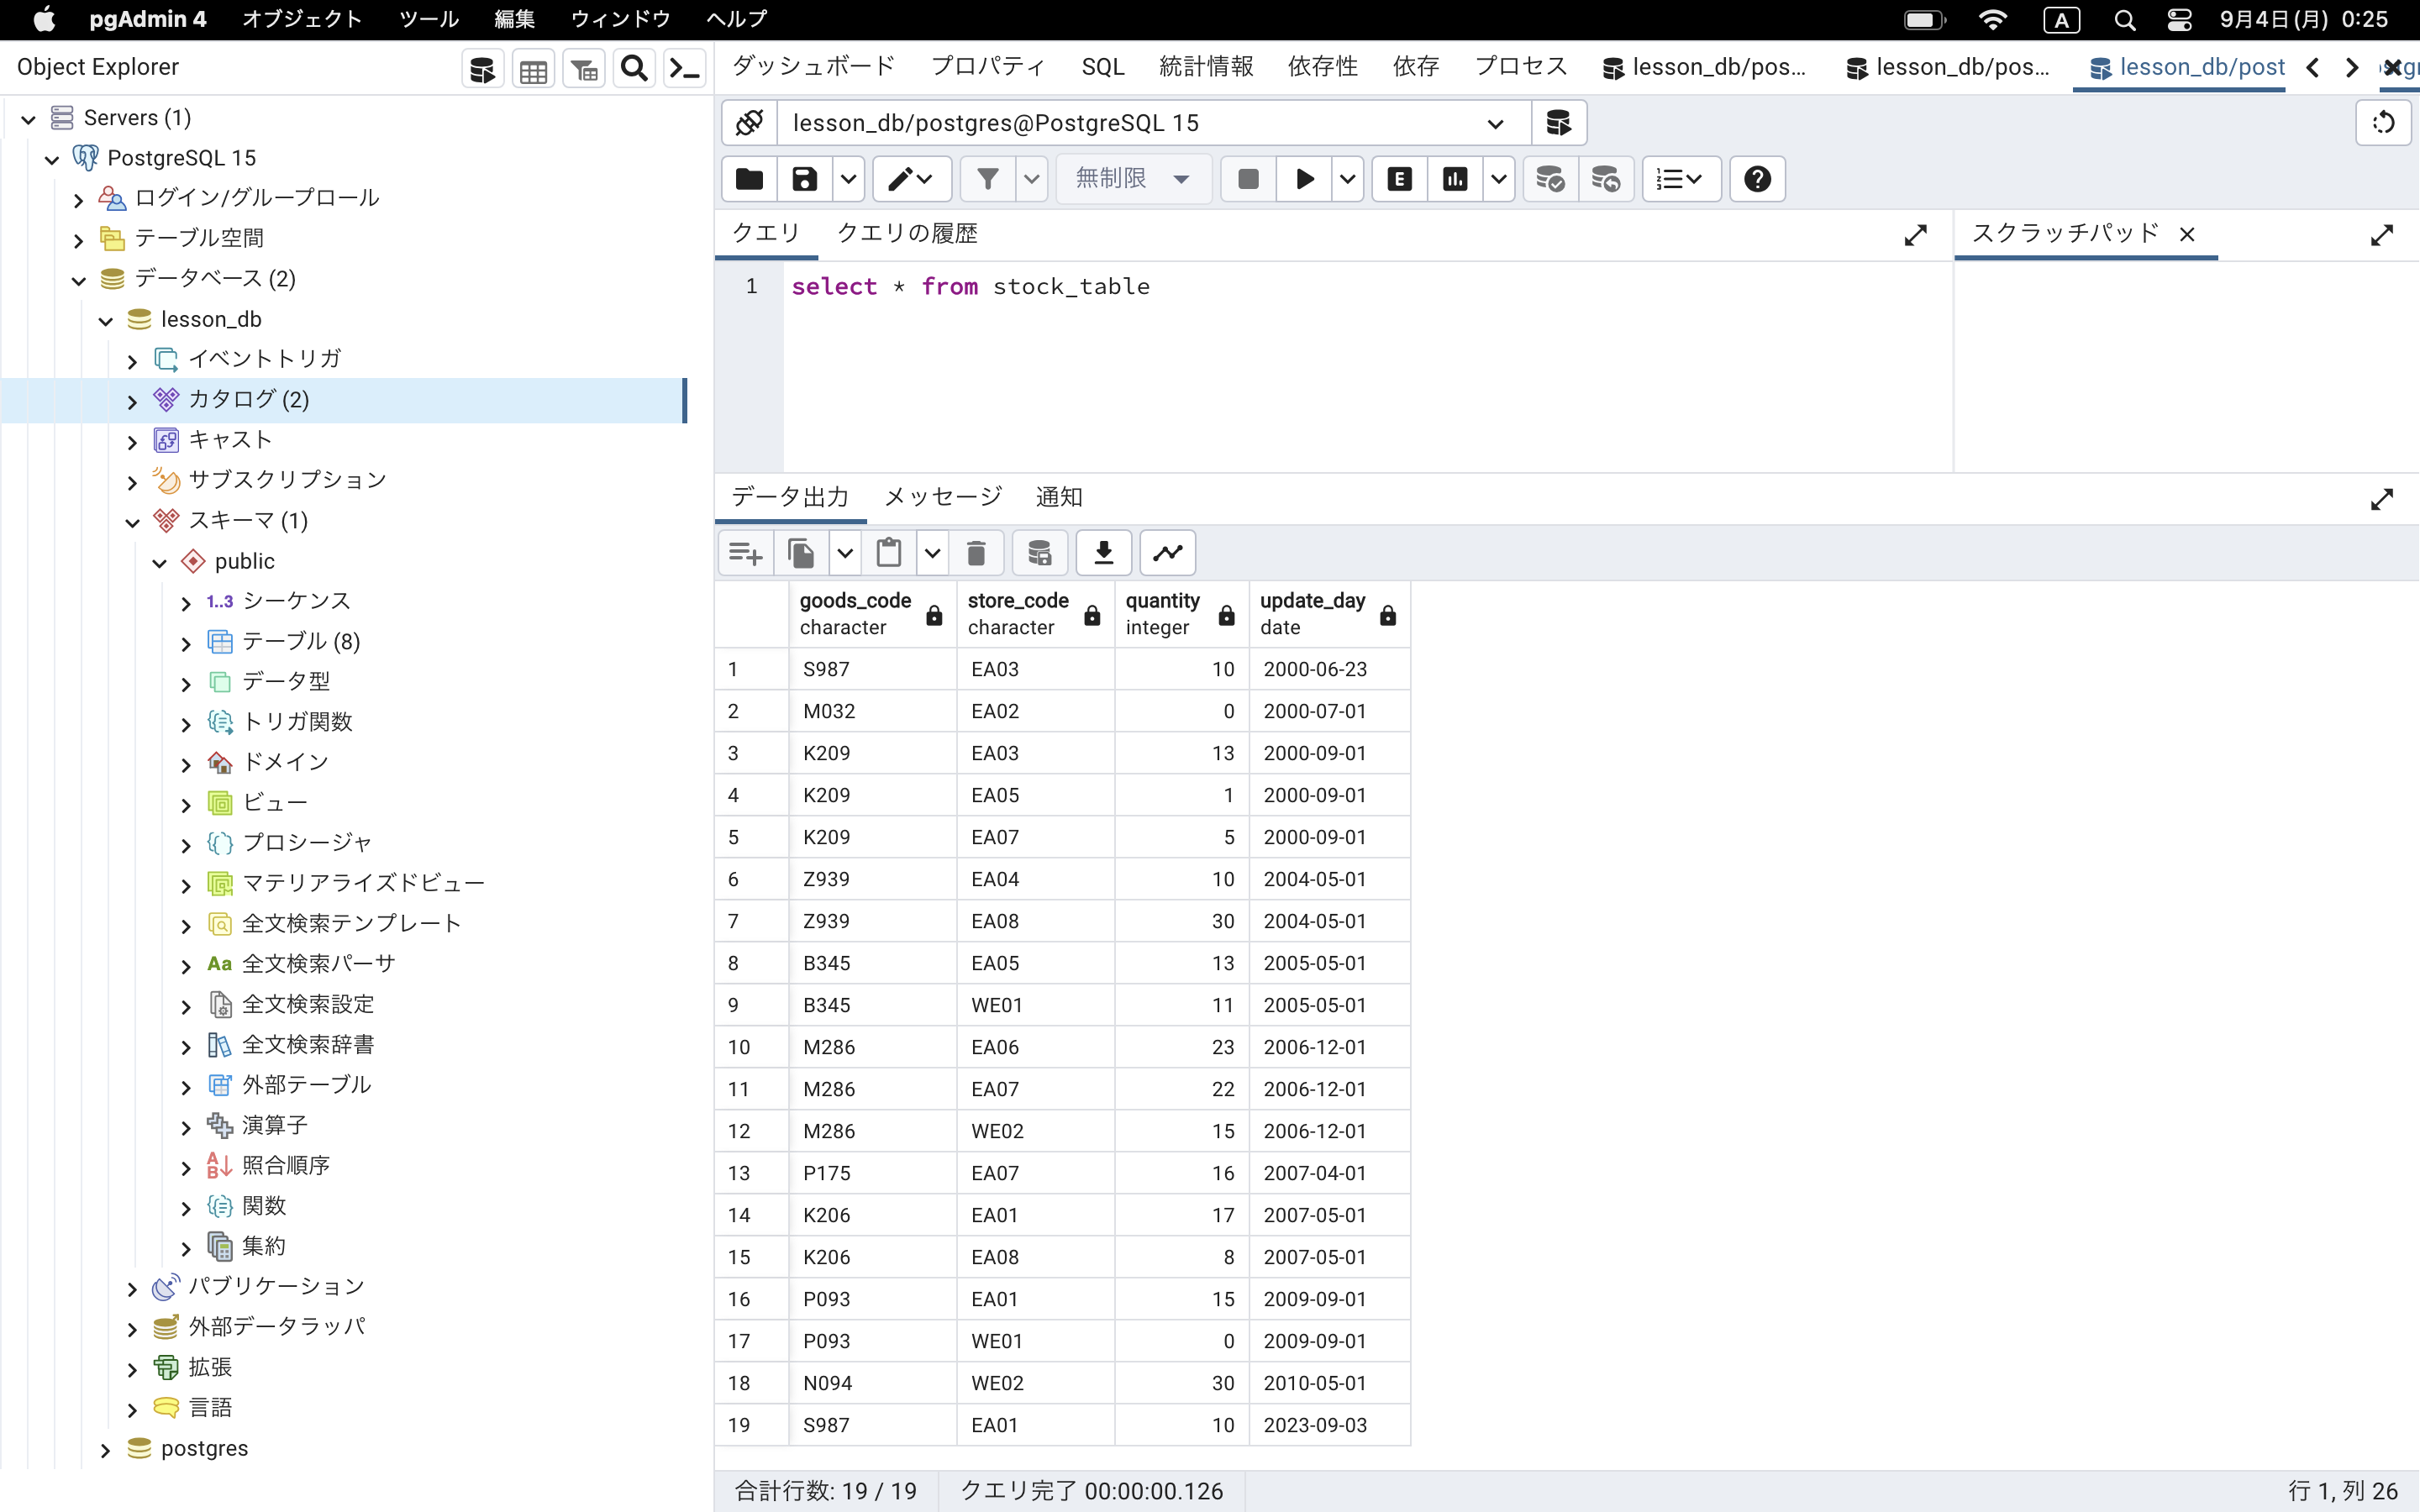 pgAdmin 4 オブジェクト ツール 編集 ウィンドウ ヘルプ A 9月4日(月) 0:25
Object Explorer
Servers (1)
PostgreSQL 15
ログイン/グループロール
テーブル空間
データベース (2)
lesson_db
イベントトリガ
カタログ (2)
キャスト
サブスクリプション
スキーマ (1)
public
1..3 シーケンス
テーブル (8)
データ型
トリガ関数
ドメイン
ビュー
プロシージャ
マテリアライズドビュー
全文検索テンプレート
Aa 全文検索パーサ
全文検索設定
全文検索辞書
外部テーブル
演算子
照合順序
関数
集約
パブリケーション
外部データラッパ
拡張
言語
postgres
ダッシュボード プロパティ SQL 統計情報 依存性 依存 プロセス lesson_db/pos... lesson_db/pos... lesson_db/post
lesson_db/postgres@PostgreSQL 15
無制限 E
クエリ クエリの履歴 スクラッチパッド
1 select * from stock_table
データ出力 メッセージ 通知
goods_code store_code quantity update_day
character character integer date
1 S987 EA03 10 2000-06-23
2 M032 EA02 0 2000-07-01
3 K209 EA03 13 2000-09-01
4 K209 EA05 1 2000-09-01
5 K209 EA07 5 2000-09-01
6 Z939 EA04 10 2004-05-01
7 Z939 EA08 30 2004-05-01
8 B345 EA05 13 2005-05-01
9 B345 WE01 11 2005-05-01
10 M286 EA06 23 2006-12-01
11 M286 EA07 22 2006-12-01
12 M286 WE02 15 2006-12-01
13 P175 EA07 16 2007-04-01
14 K206 EA01 17 2007-05-01
15 K206 EA08 8 2007-05-01
16 P093 EA01 15 2009-09-01
17 P093 WE01 0 2009-09-01
18 N094 WE02 30 2010-05-01
19 S987 EA01 10 2023-09-03
合計行数: 19 / 19 クエリ完了 00:00:00.126 行 1, 列 26